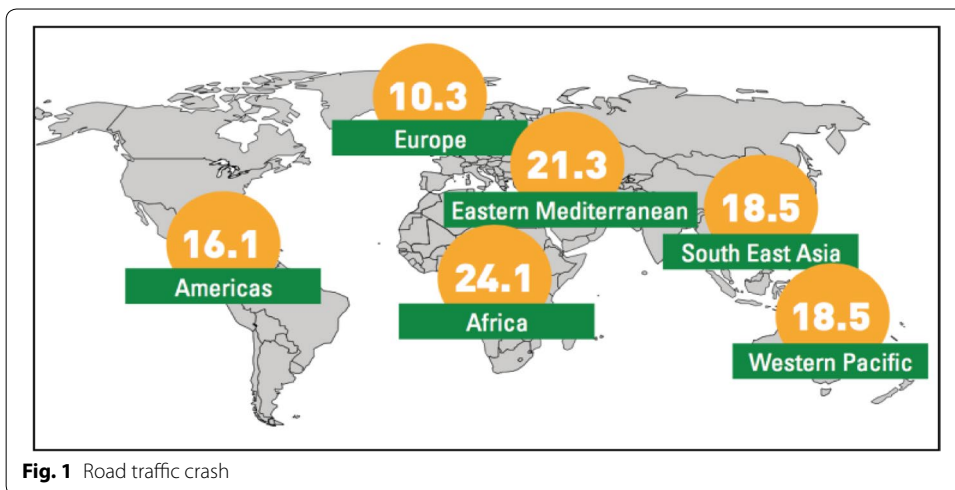 10.3
Europe
21.3
Eastern Mediterranean
18.5
South East Asia
16.1
Americas
24.1
Africa
18.5
Western Pacific
Fig. 1 Road traffic crash